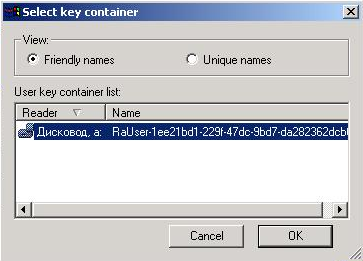 Select key container
View:
Friendly names Unique names
User key container list:
Reader Name
Дисковод, a: RaUser-1ee21bd1-229f-47dc-9bd7-da282362dcb
Cancel OK